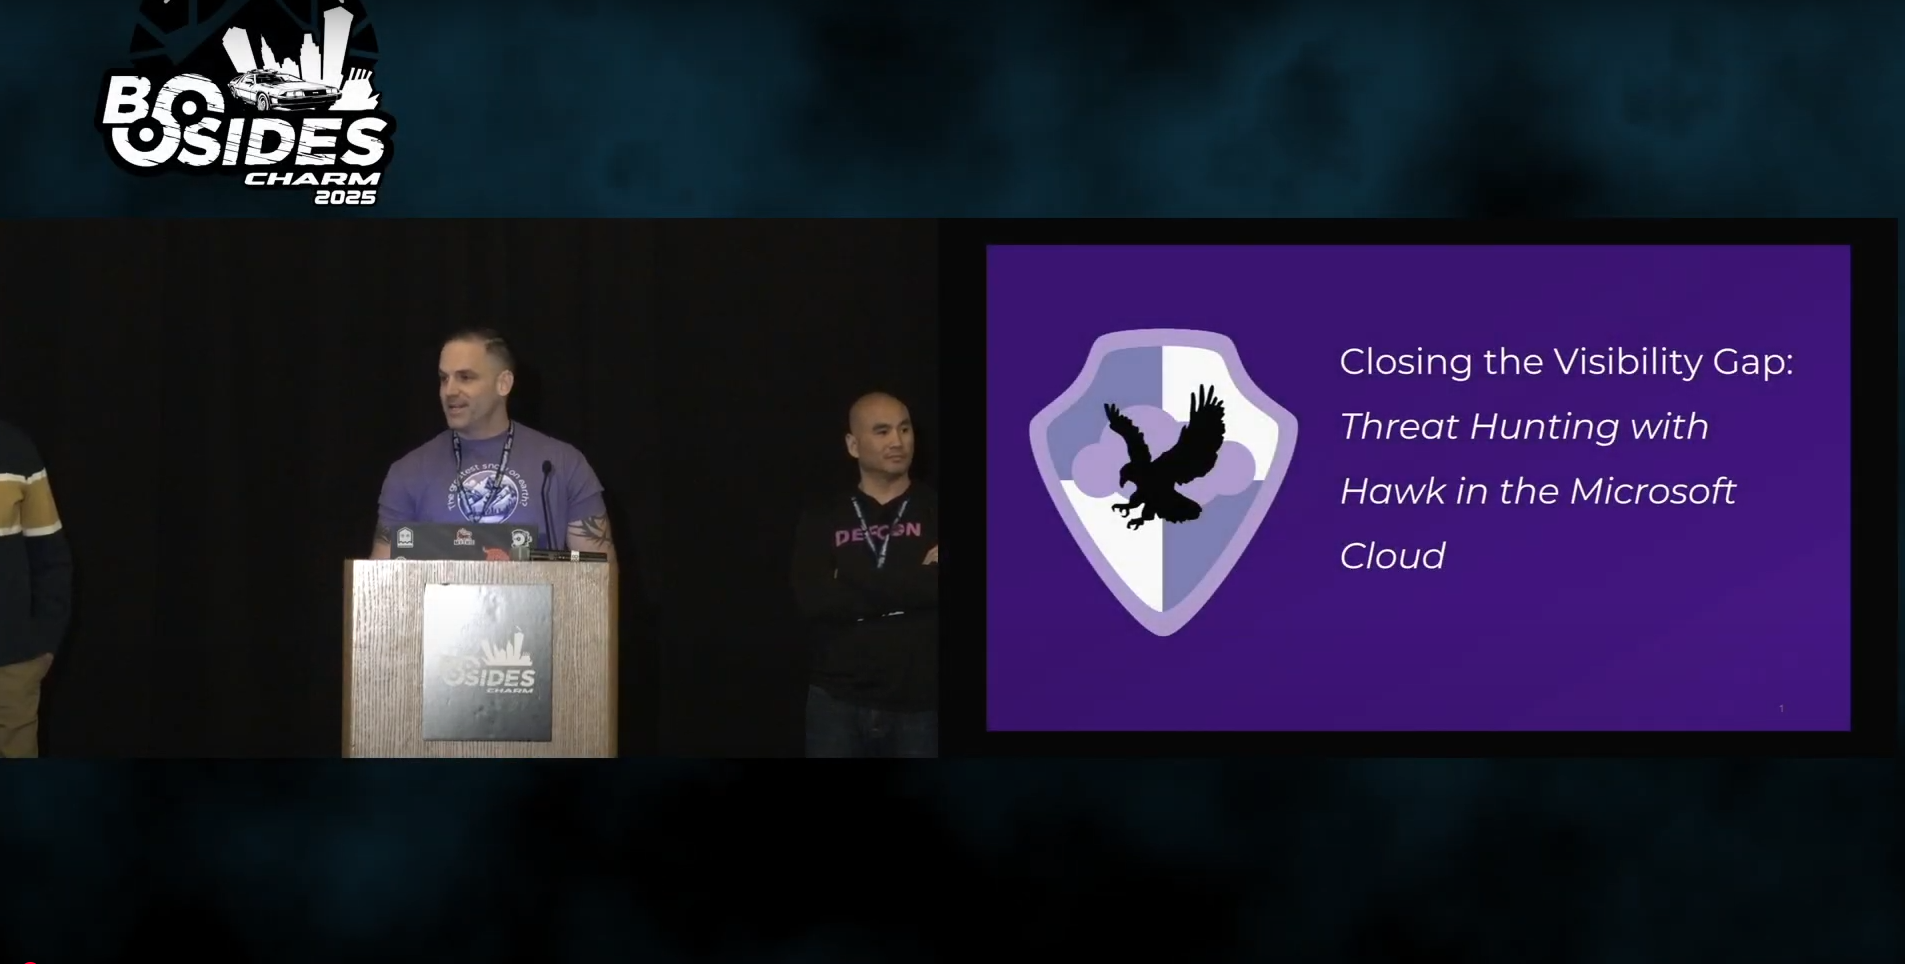 BSIDES
CHARM
2025
Closing the Visibility Gap:
Threat Hunting with
Hawk in the Microsoft
Cloud
1
The greatest snow on earth?
DEFCON
SIDES
CHARM